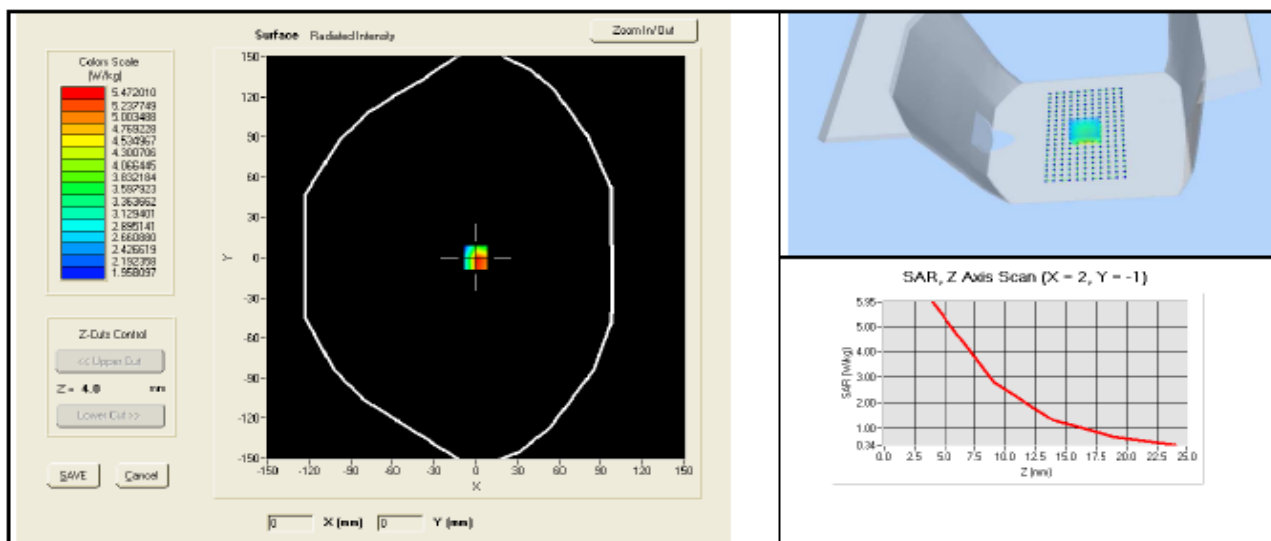 Surface Radiated Intensity
Zoom In/Out
Colors Scale
(W/kg)
5.472010
5.237749
5.003488
4.769228
4.534967
4.300706
4.066445
3.832184
3.597923
3.363662
3.129401
2.895141
2.660880
2.426619
2.192358
1.958097
Z-Cuts Control
<< Upper Cut
Z = 4.0 mm
Lower Cut >>
SAVE Cancel
150
120
90
60
30
0
-30
-60
-90
-120
-150
Y
-150 -120 -90 -60 -30 0 30 60 90 120 150
X
0 X (mm) 0 Y (mm)
SAR, Z Axis Scan (X = 2, Y = -1)
SAR (W/kg)
5.95
5.00
4.00
3.00
2.00
1.00
0.34
0.0 2.5 5.0 7.5 10.0 12.5 15.0 17.5 20.0 22.5 25.0
Z (mm)